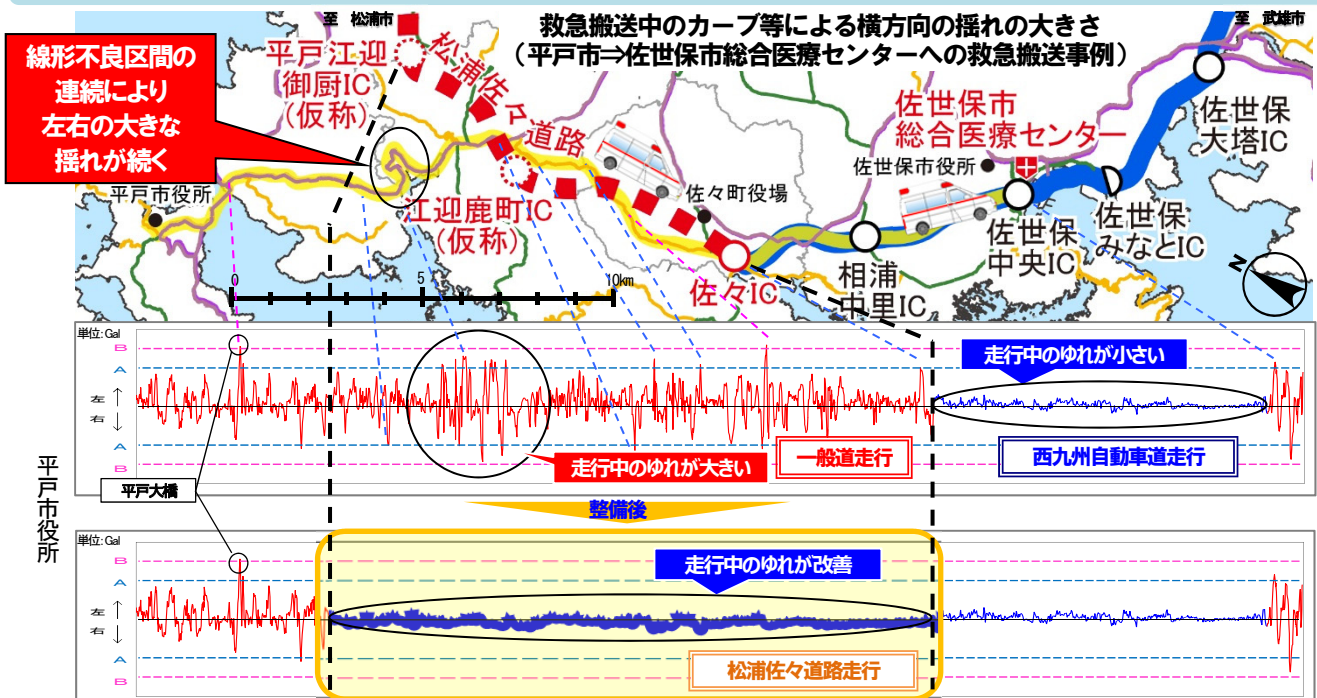 至 松浦市
救急搬送中のカーブ等による横方向の揺れの大きさ
（平戸市⇒佐世保市総合医療センターへの救急搬送事例）
至 武雄市
線形不良区間の
連続により
左右の大きな
揺れが続く
平戸江迎
御厨IC
(仮称)
松浦佐々道路
平戸市役所
江迎鹿町IC
(仮称)
佐々町役場
佐世保市
総合医療センター
佐世保市役所
佐世保
大塔IC
佐世保
みなとIC
佐世保
中央IC
相浦
中里IC
佐々IC
N
0 5 10km
単位: Gal
B
A
左 ↑
右 ↓
A
B
走行中のゆれが小さい
走行中のゆれが大きい
一般道走行
西九州自動車道走行
平戸大橋
平戸市役所
整備後
単位: Gal
B
A
左 ↑
右 ↓
A
B
走行中のゆれが改善
松浦佐々道路走行